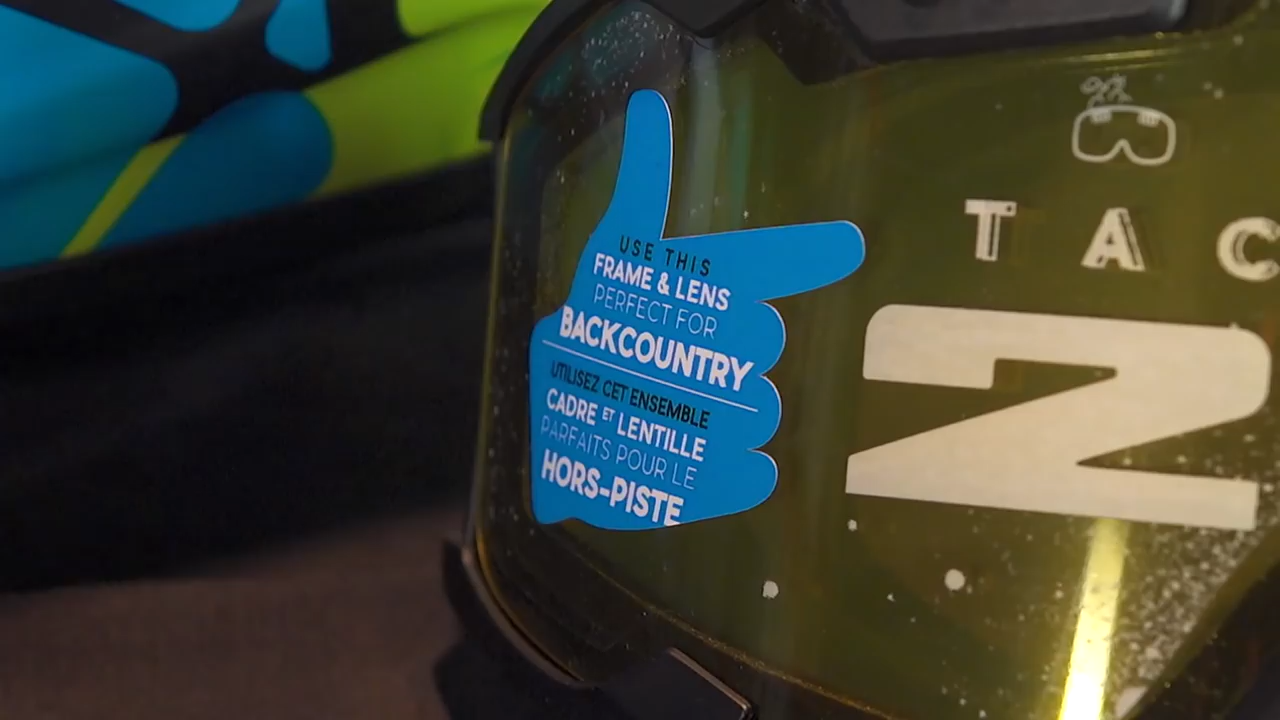 USE THIS
FRAME & LENS
PERFECT FOR
BACKCOUNTRY
UTILISEZ CET ENSEMBLE
CADRE ET LENTILLE
PARFAITS POUR LE
HORS-PISTE
TAC